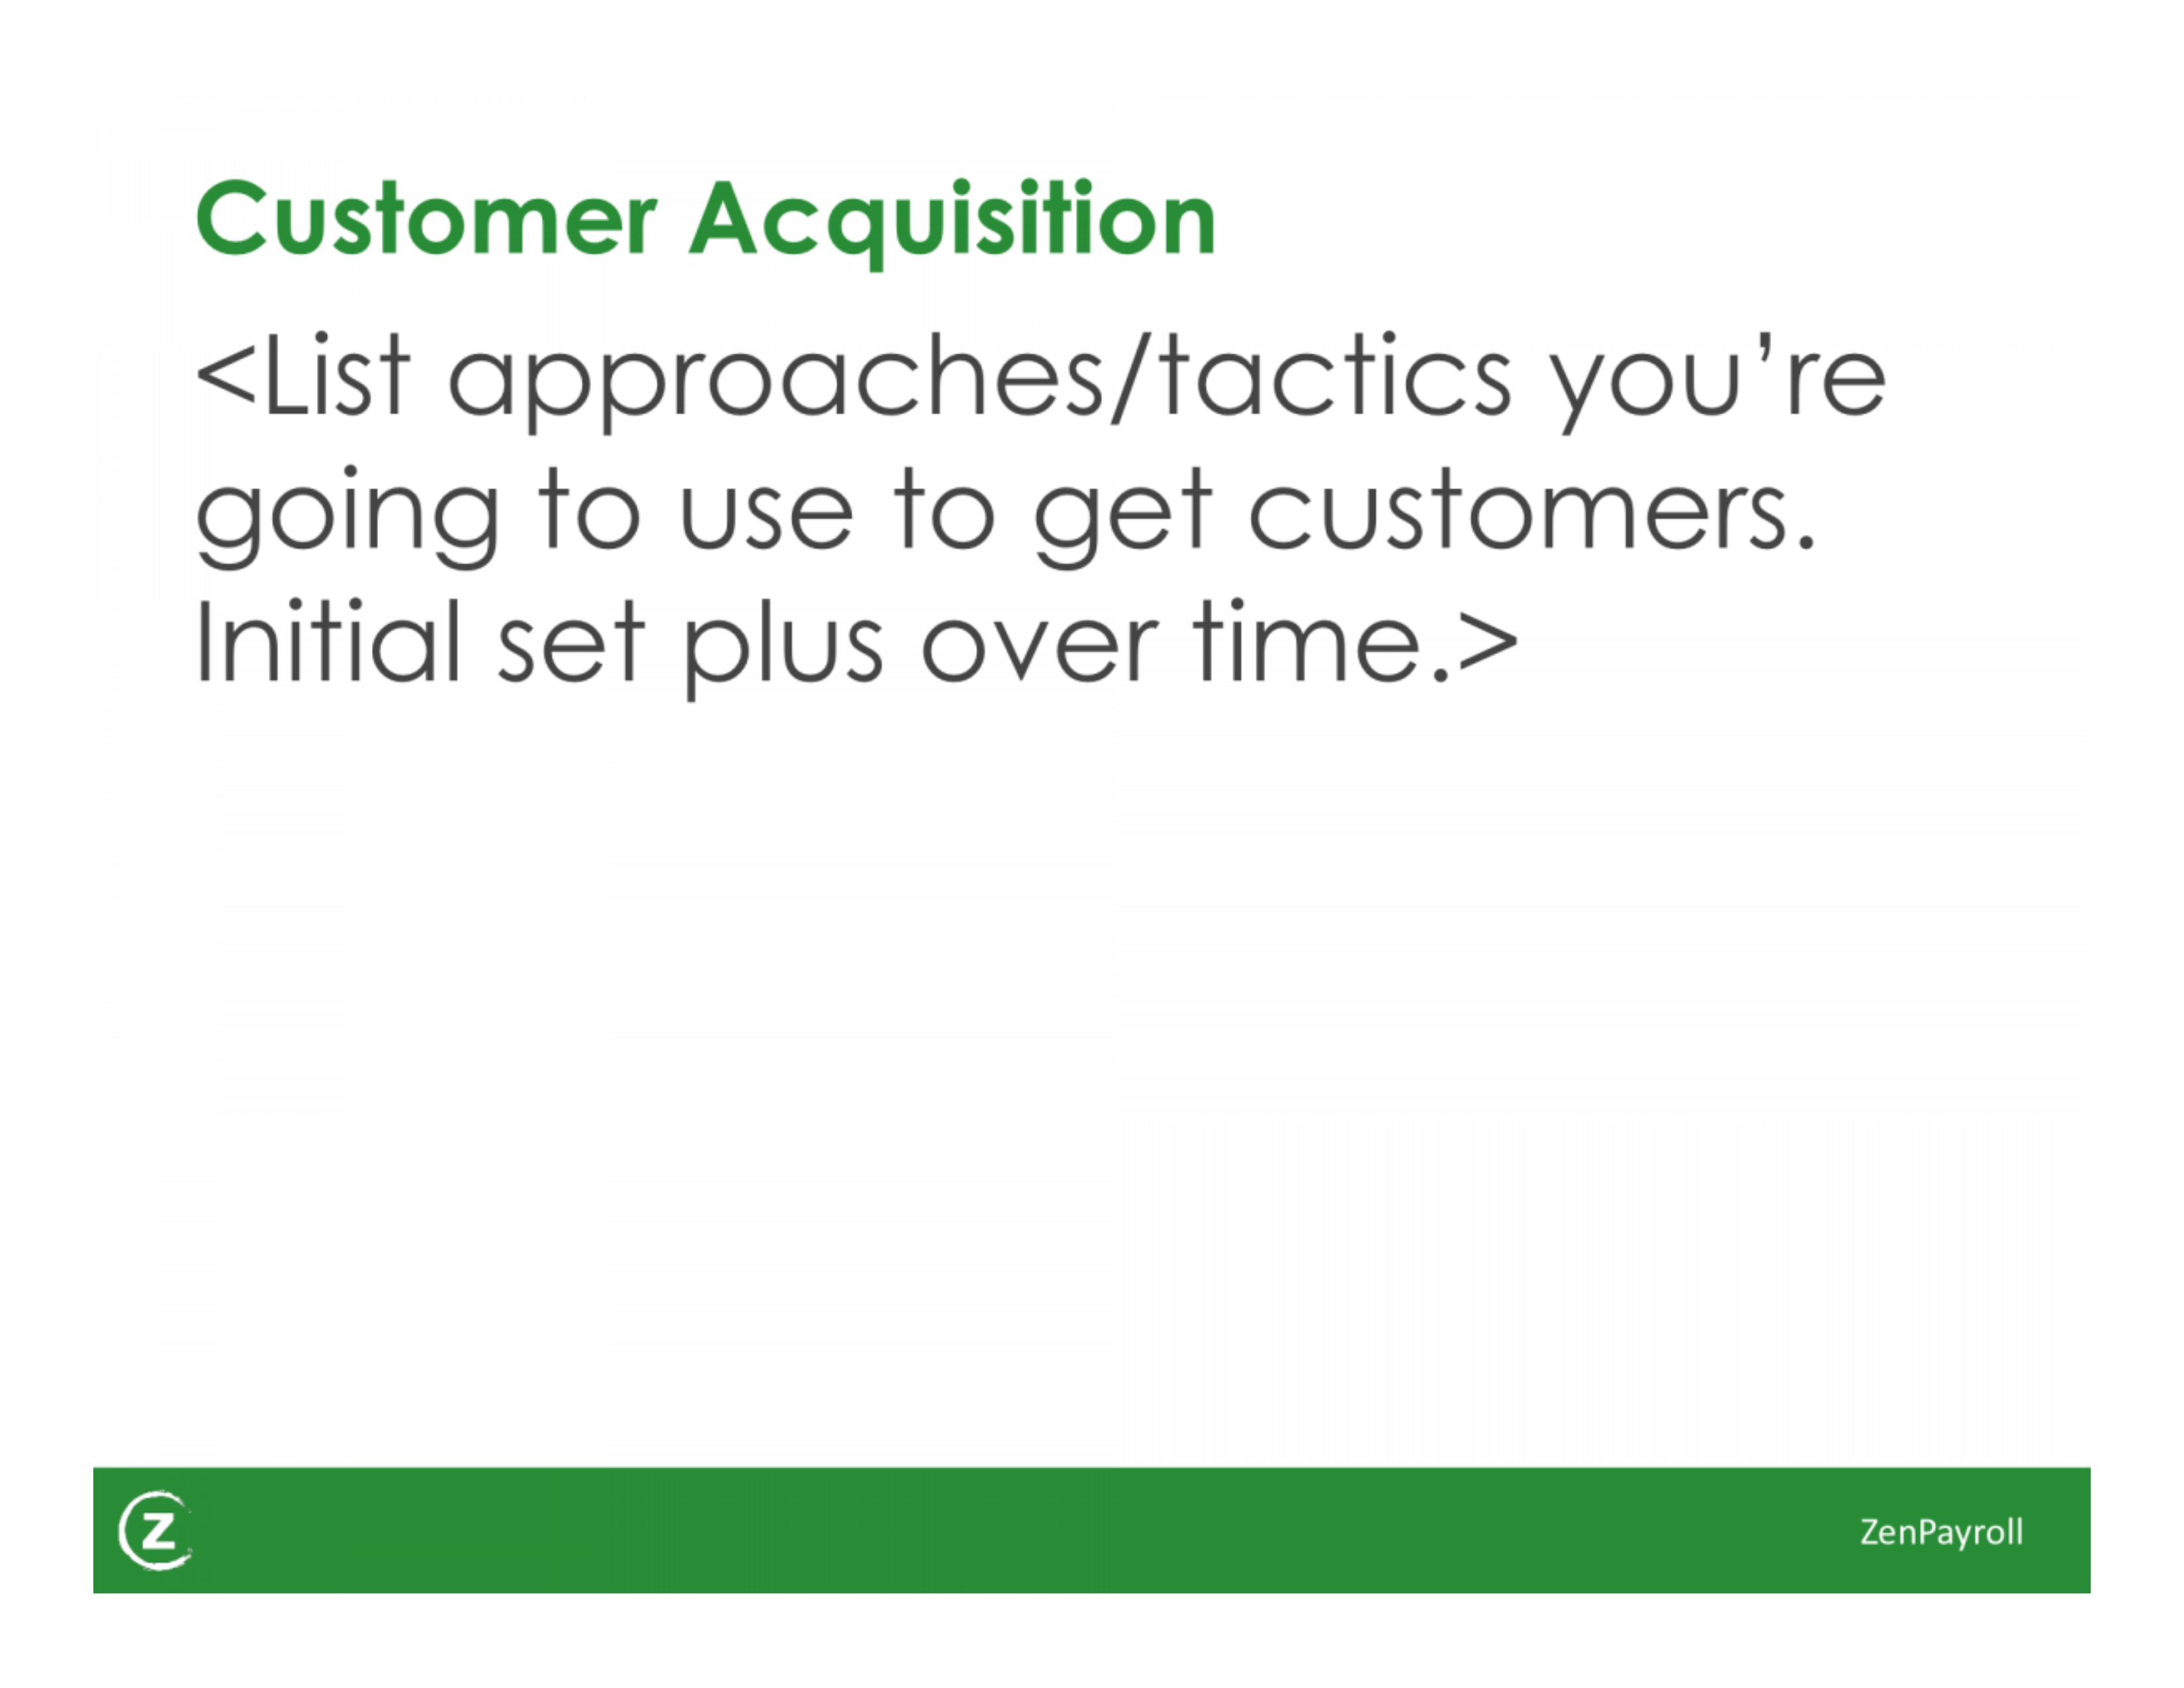 Customer Acquisition
<List approaches/tactics you’re
going to use to get customers.
Initial set plus over time.>
Z
ZenPayroll